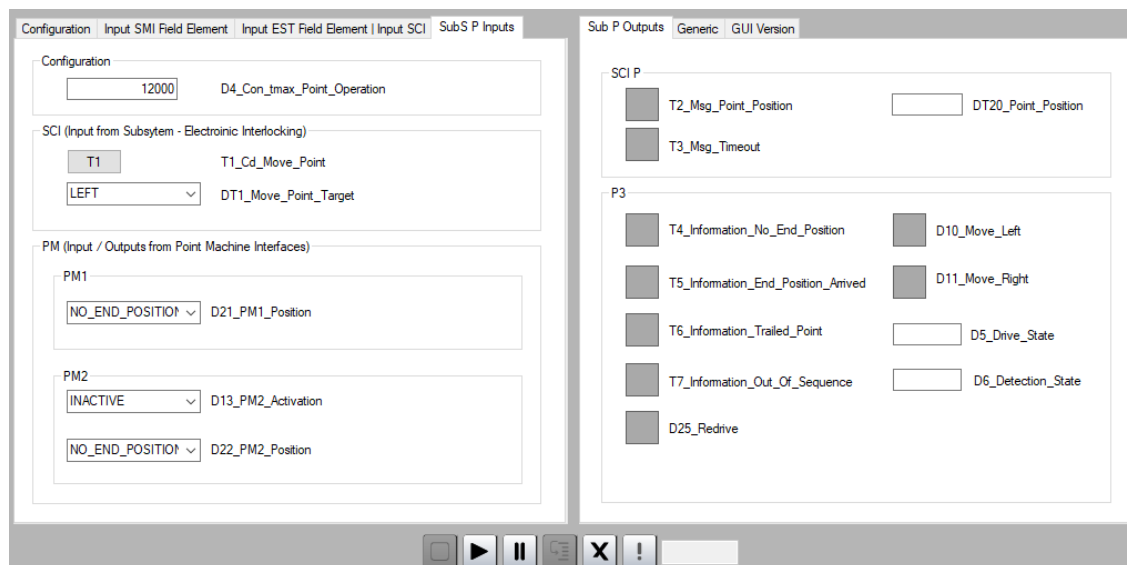 Configuration Input SMI Field Element Input EST Field Element | Input SCI SubS P Inputs
Configuration
12000 D4_Con_tmax_Point_Operation
SCI (Input from Subsytem - Electroinic Interlocking)
T1 T1_Cd_Move_Point
LEFT DT1_Move_Point_Target
PM (Input / Outputs from Point Machine Interfaces)
PM1
NO_END_POSITION D21_PM1_Position
PM2
INACTIVE D13_PM2_Activation
NO_END_POSITION D22_PM2_Position
Sub P Outputs Generic GUI Version
SCI P
T2_Msg_Point_Position DT20_Point_Position
T3_Msg_Timeout
P3
T4_Information_No_End_Position D10_Move_Left
T5_Information_End_Position_Arrived D11_Move_Right
T6_Information_Trailed_Point D5_Drive_State
T7_Information_Out_Of_Sequence D6_Detection_State
D25_Redrive